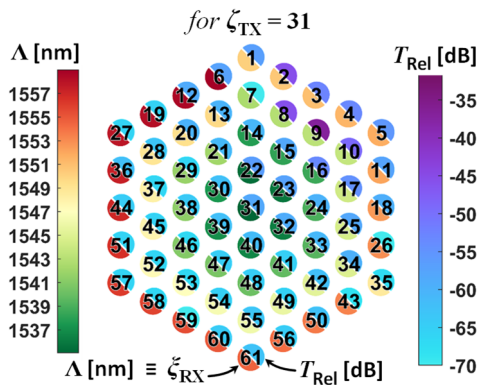 for ζTX = 31
Λ [nm]
TRel [dB]
1557
1555
1553
1551
1549
1547
1545
1543
1541
1539
1537
1
6 2
12 7 3
19 13 8 4
27 20 14 9 5
28 21 15 10
36 29 22 16 11
37 30 23 17
44 38 31 24 18
45 39 32 25
51 46 40 33 26
52 47 41 34
57 53 48 42 35
58 54 49 43
59 55 50
60 56
61
-35
-40
-45
-50
-55
-60
-65
-70
Λ [nm] ≡ ξRX
TRel [dB]